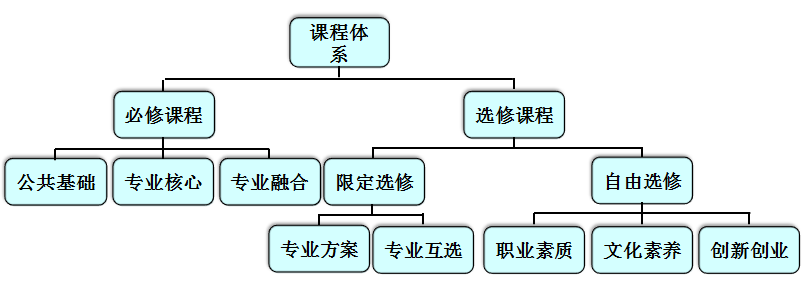 课程体
系
必修课程
选修课程
公共基础
专业核心
专业融合
限定选修
自由选修
专业方案
专业互选
职业素质
文化素养
创新创业